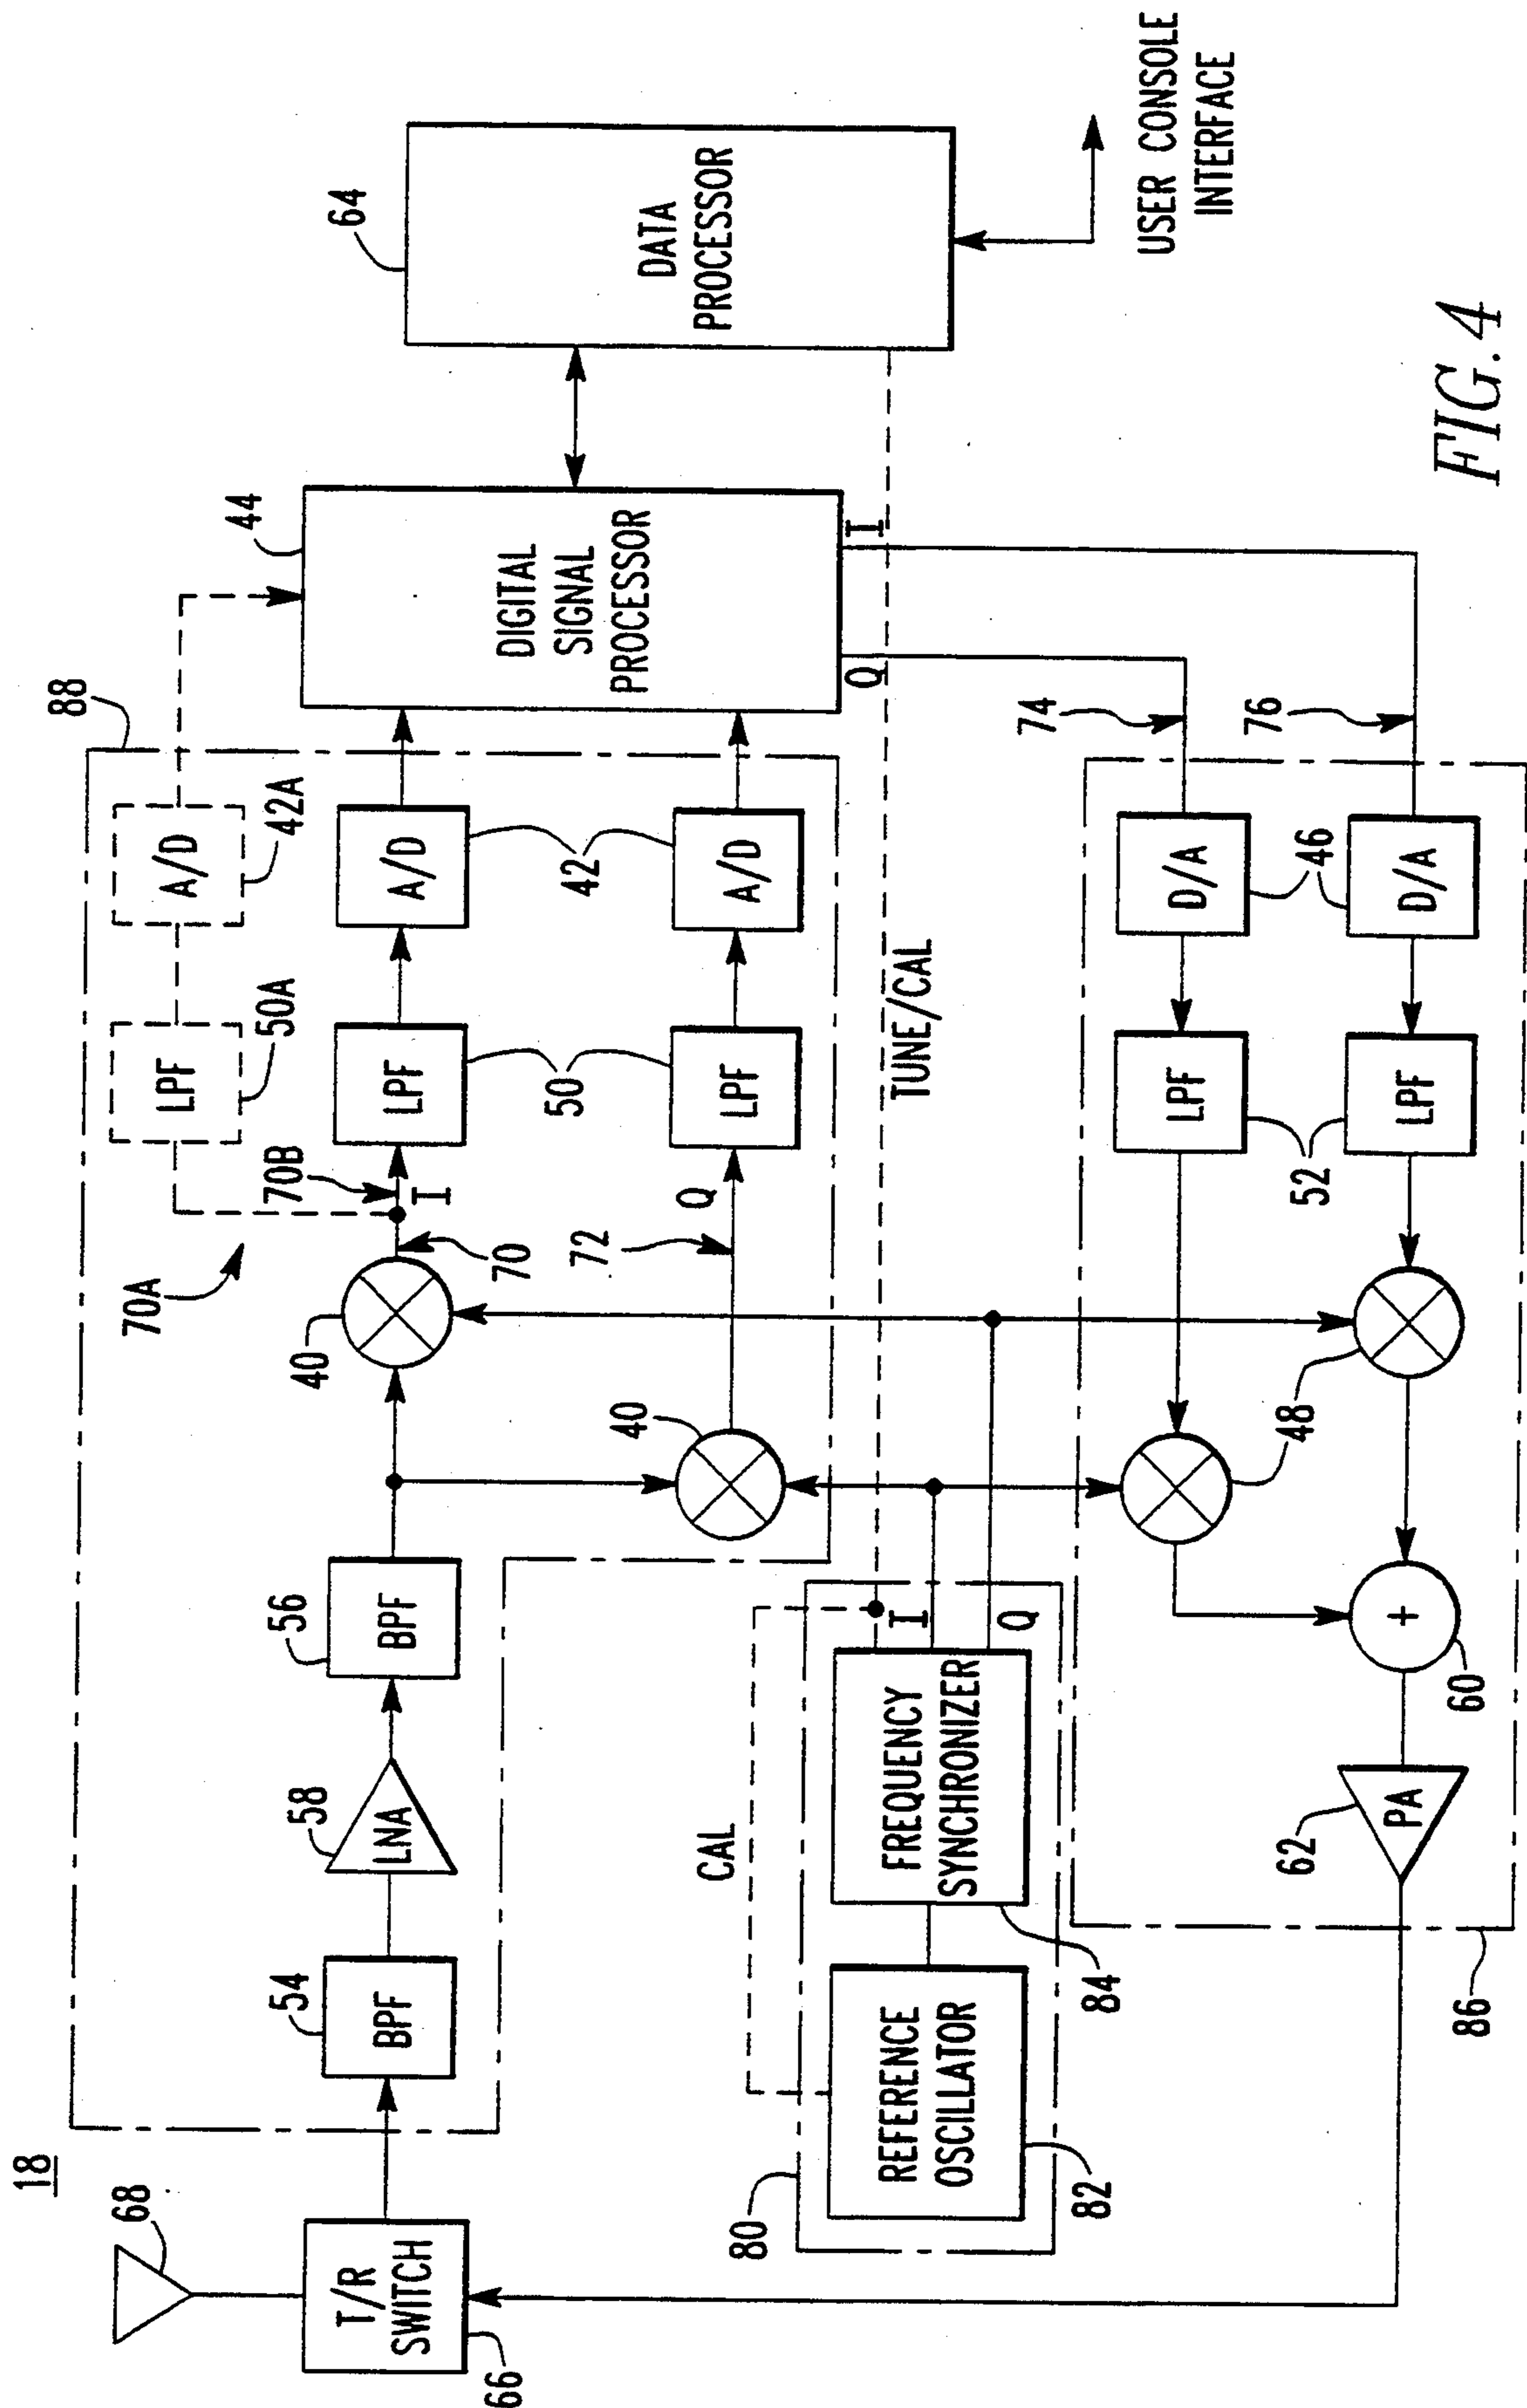 18
68
T/R
SWITCH
66
54
BPF
58
LNA
56
BPF
40
40
70A
70
70B
I
72
Q
LPF
50A
A/D
42A
88
LPF
50
LPF
A/D
42
A/D
44
DIGITAL
SIGNAL
PROCESSOR
Q
I
64
DATA
PROCESSOR
USER CONSOLE
INTERFACE
TUNE/CAL
CAL
80
REFERENCE
OSCILLATOR
82
FREQUENCY
SYNCHRONIZER
84
I
Q
74
76
D/A
46
D/A
LPF
52
LPF
48
+
60
PA
62
86
FIG. 4